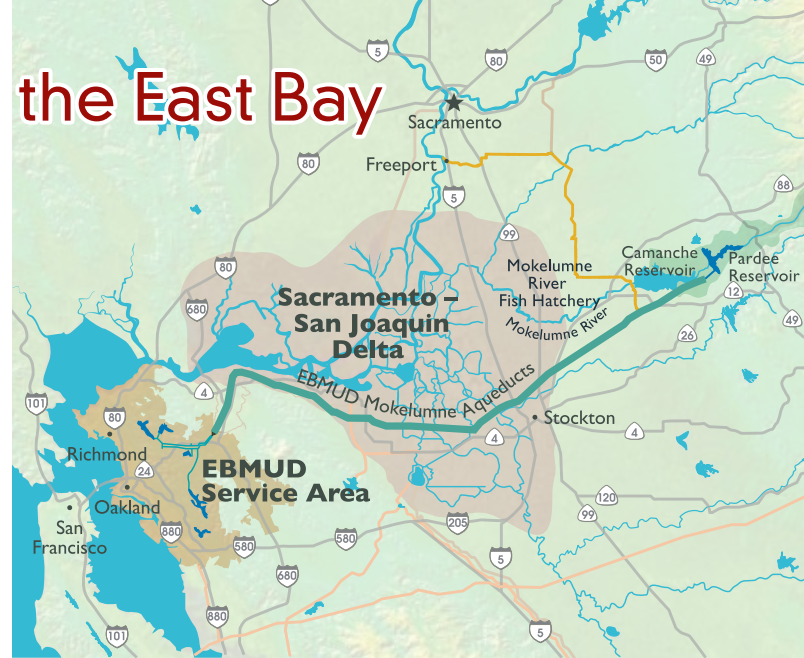 the East Bay
5
80
50
49
Sacramento
Freeport
80
5
88
99
80
Camanche
Reservoir
Pardee
Reservoir
Mokelumne
River
Fish Hatchery
12
Sacramento –
San Joaquin
Delta
680
Mokelumne River
49
26
EBMUD Mokelumne Aqueducts
4
101
80
Stockton
4
4
Richmond
24
EBMUD
Service Area
Oakland
120
99
San
Francisco
880
205
580
580
5
680
880
101
5